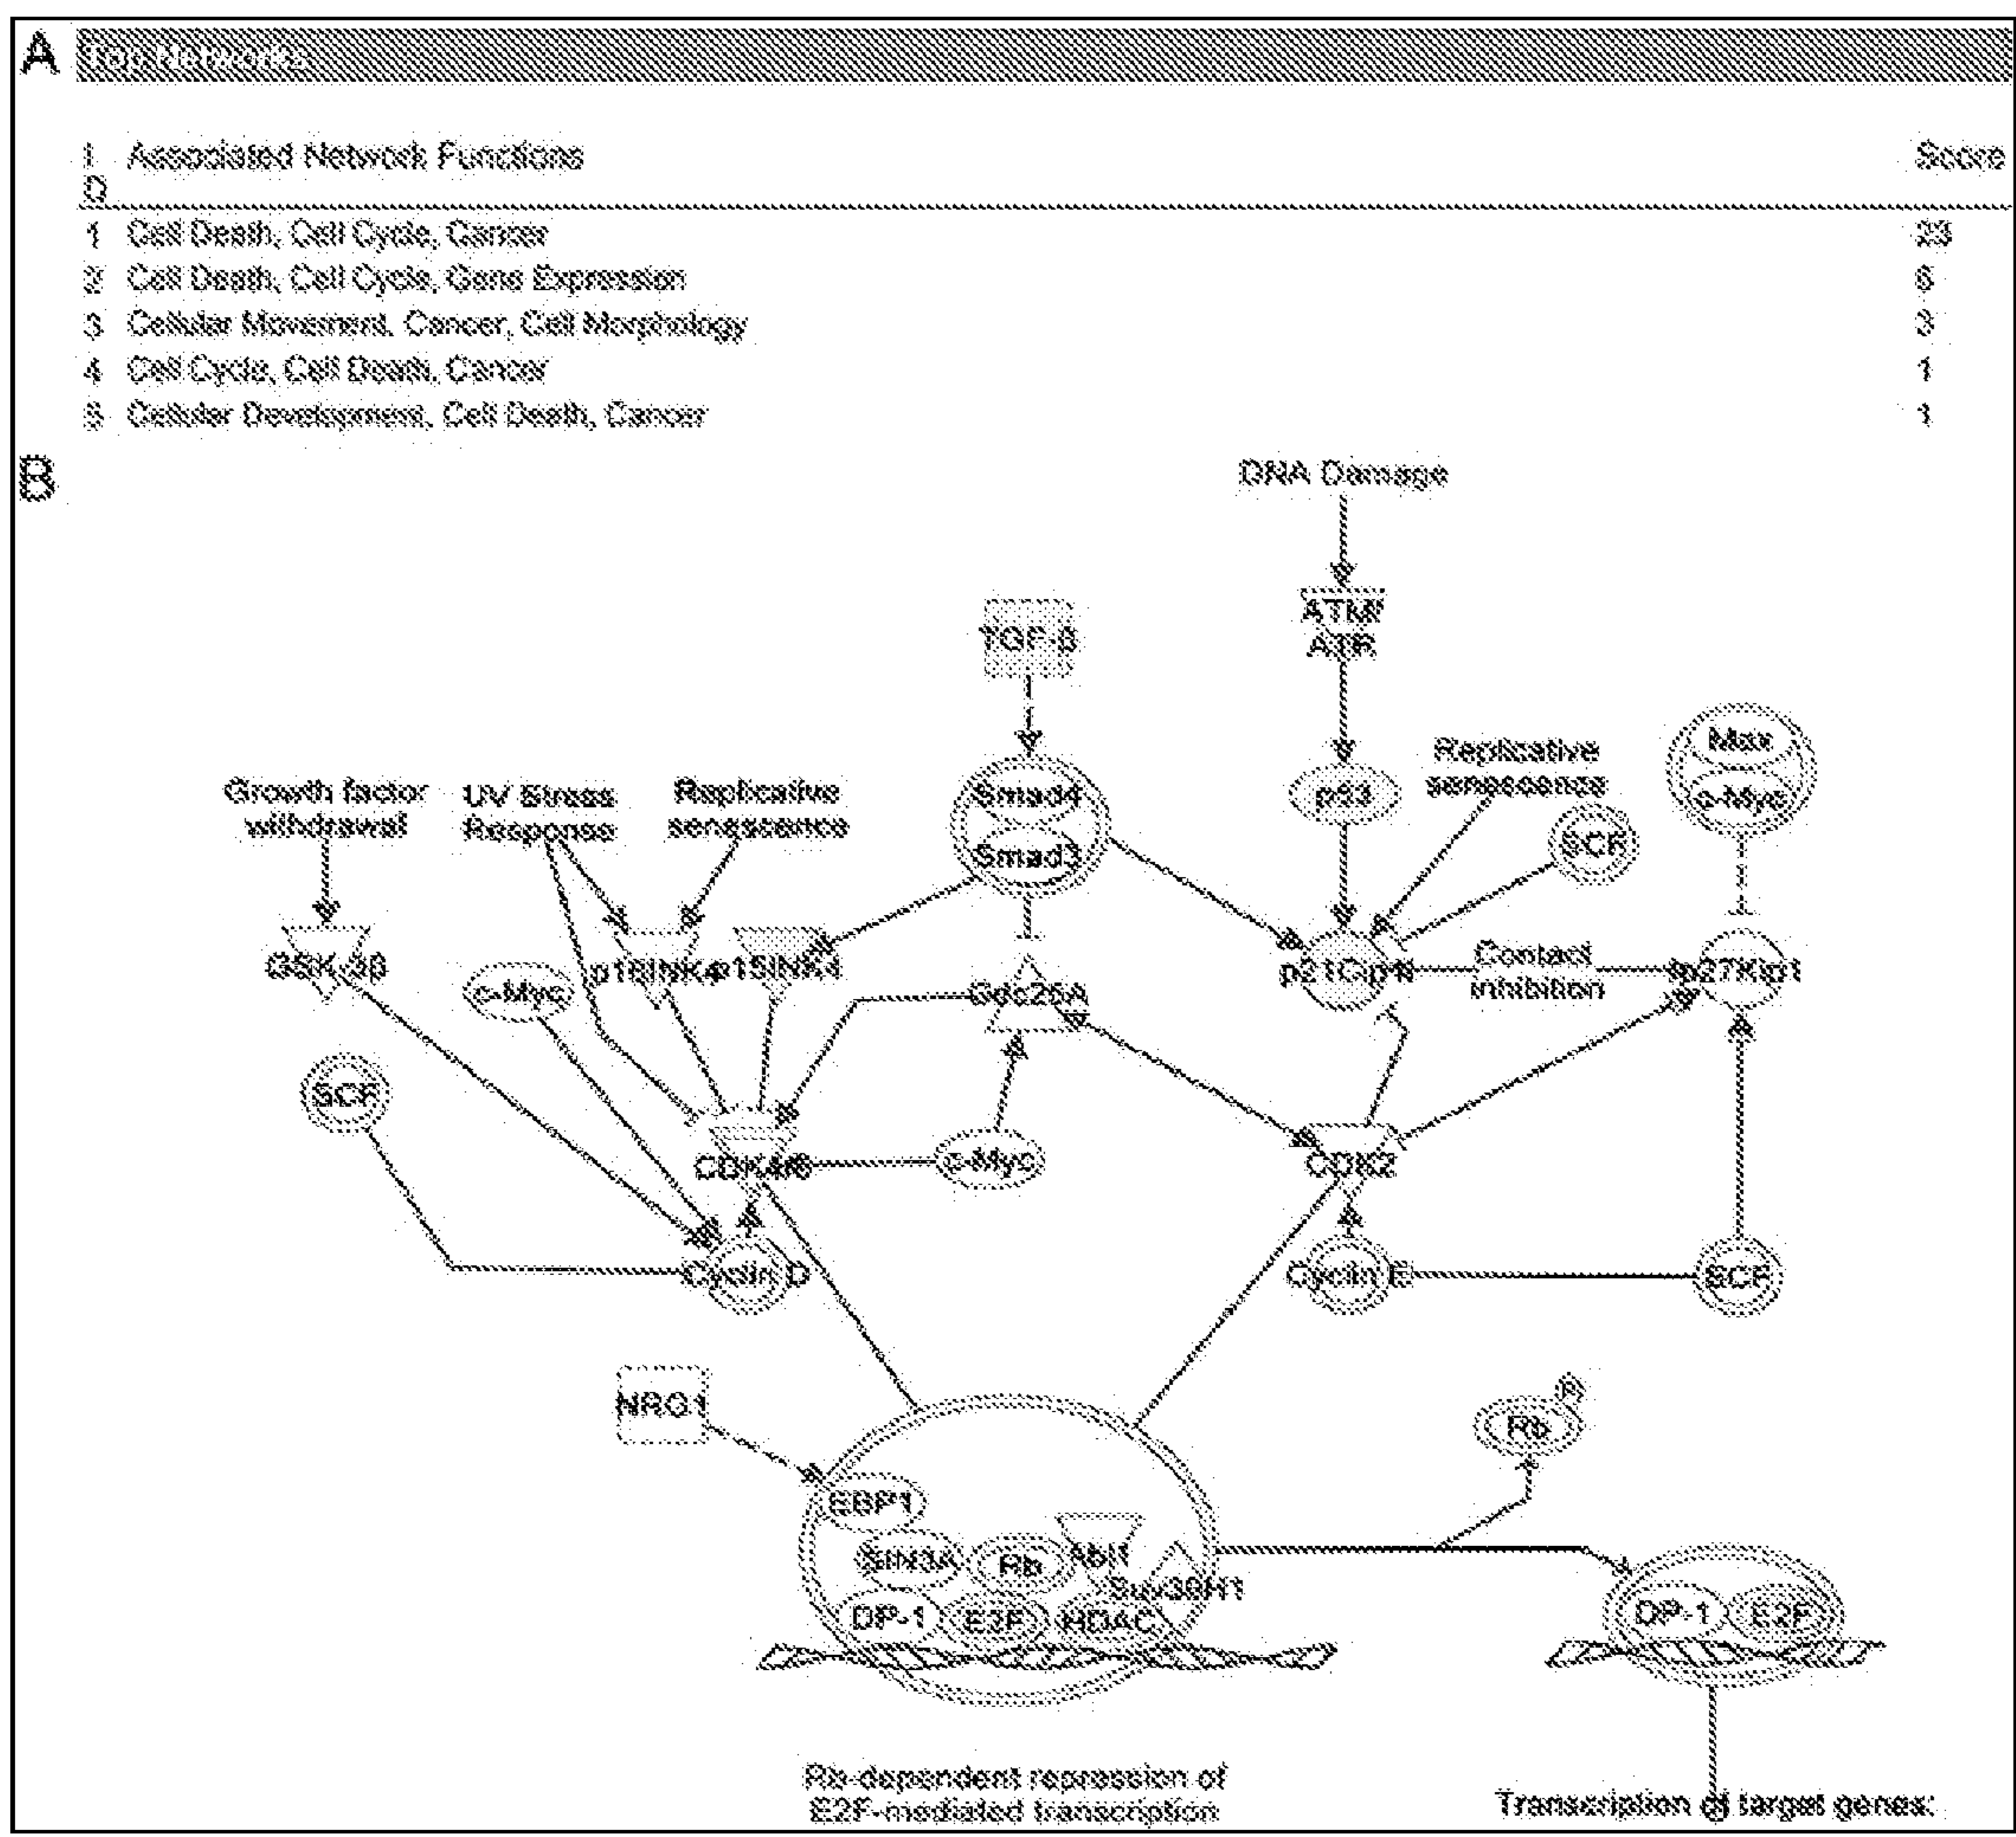 A Top Networks
I Associated Network Functions Score
D
1 Cell Death, Cell Cycle, Cancer 23
2 Cell Death, Cell Cycle, Gene Expression 6
3 Cellular Movement, Cancer, Cell Morphology 3
4 Cell Cycle, Cell Death, Cancer 1
5 Cellular Development, Cell Death, Cancer 1
B
DNA Damage
ATM/
ATR
TGF-β
Growth factor
withdrawal
UV Stress
Response
Replicative
senescence
Smad4
Smad3
p53
Replicative
senescence
SCF
Max
c-Myc
GSK-3β
c-Myc
p16INK4
p15INK4
Cdc25A
p21Cip1
Contact
inhibition
p27Kip1
SCF
CDK4/6
c-Myc
CDK2
Cyclin D
Cyclin E
SCF
NRG1
P
Rb
EBP1
SIN3A
Rb
Abl1
Suv39H1
DP-1
E2F
HDAC
DP-1
E2F
Rb-dependent repression of
E2F-mediated transcription
Transcription of target genes: